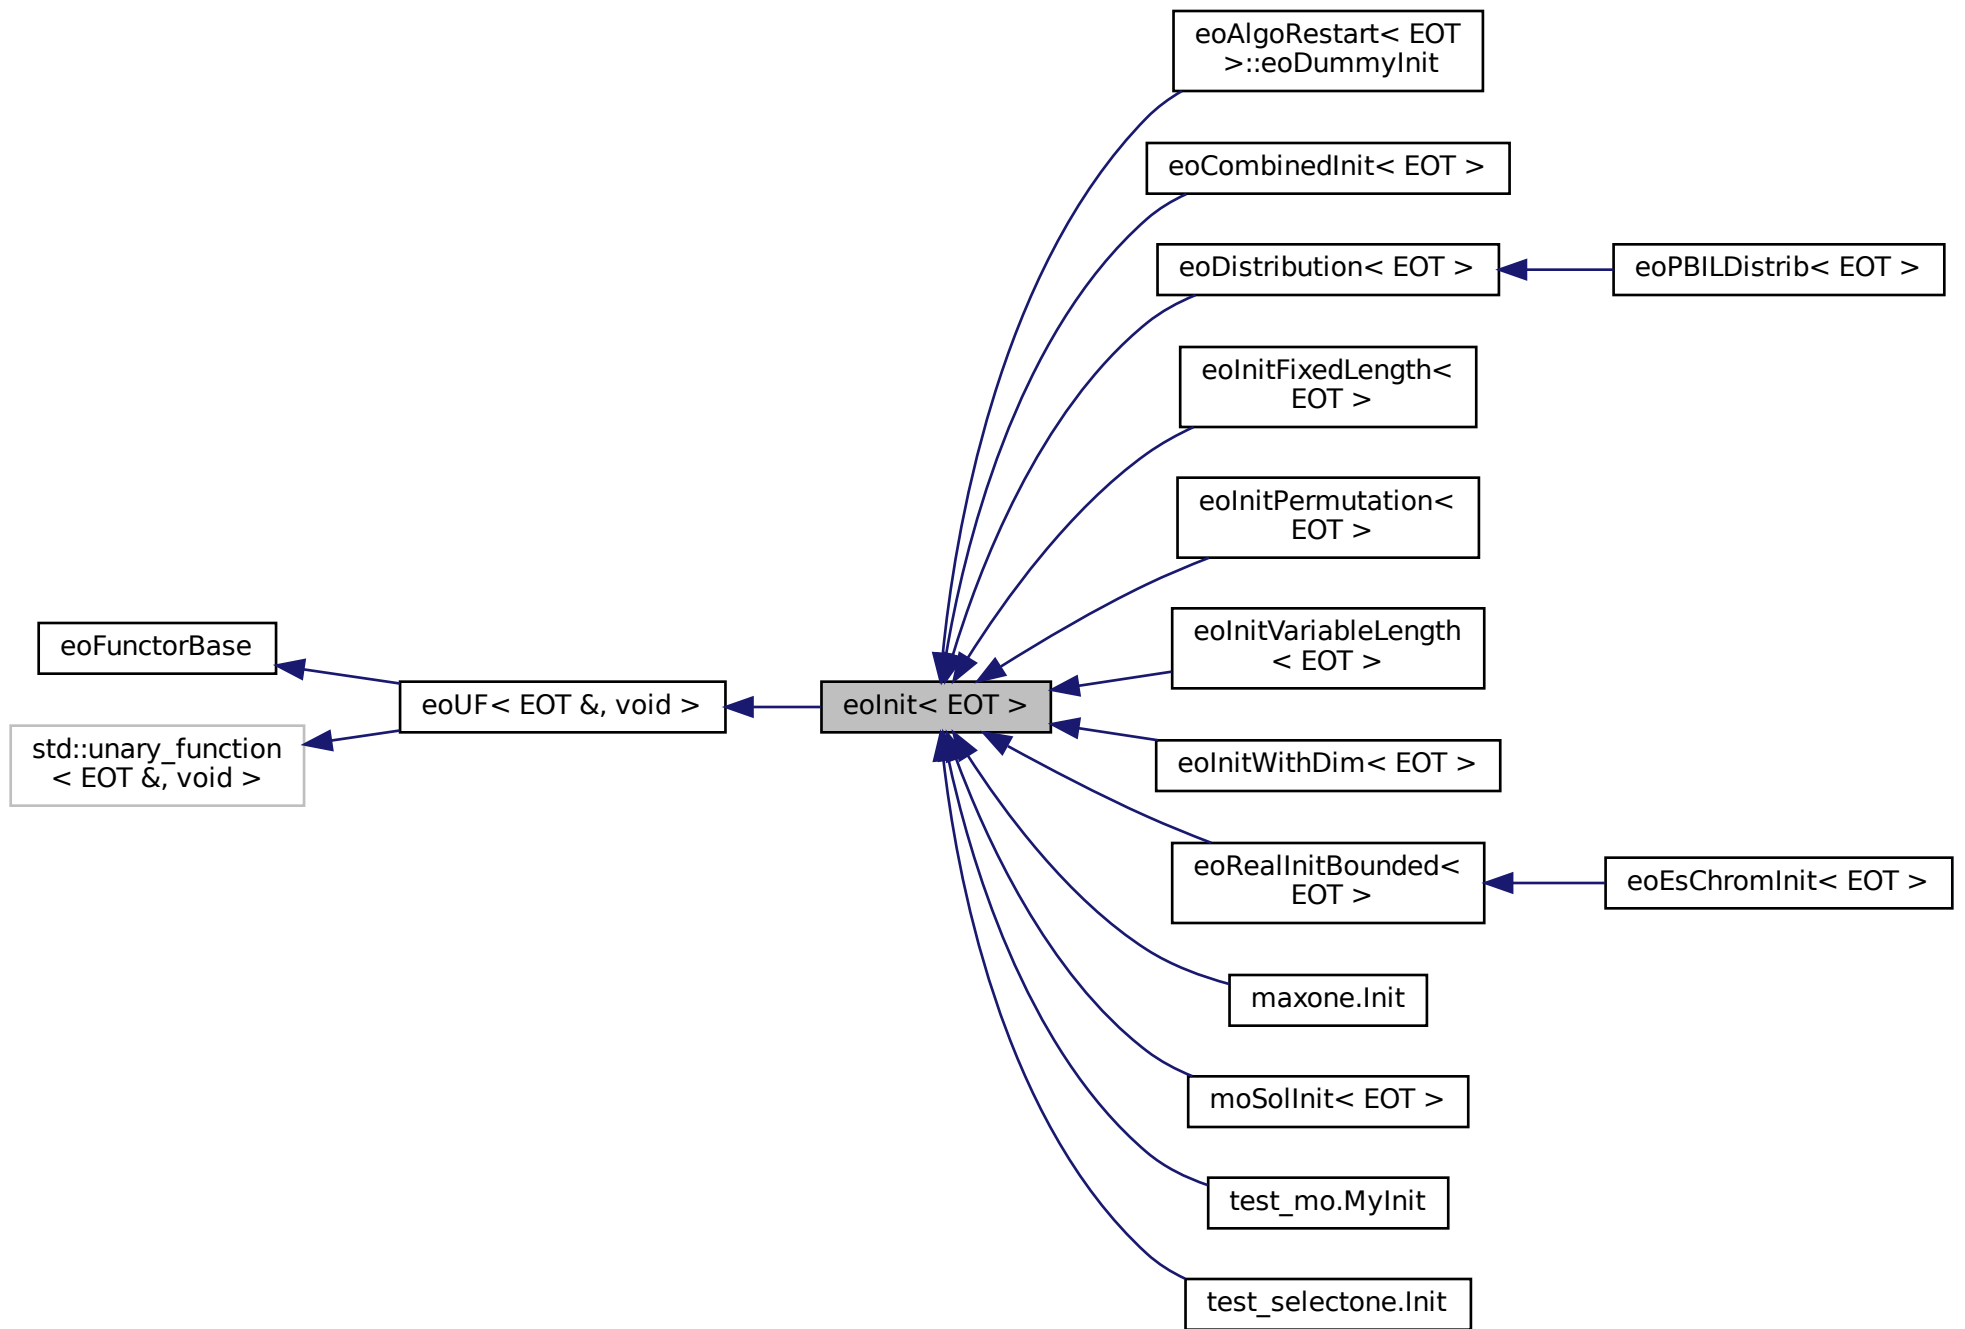 eoAlgoRestart< EOT
>::eoDummyInit
eoCombinedInit< EOT >
eoDistribution< EOT >
eoPBILDistrib< EOT >
eoInitFixedLength<
EOT >
eoInitPermutation<
EOT >
eoInitVariableLength
< EOT >
eoFunctorBase
eoUF< EOT &, void >
eoInit< EOT >
std::unary_function
< EOT &, void >
eoInitWithDim< EOT >
eoRealInitBounded<
EOT >
eoEsChromInit< EOT >
maxone.Init
moSolInit< EOT >
test_mo.MyInit
test_selectone.Init